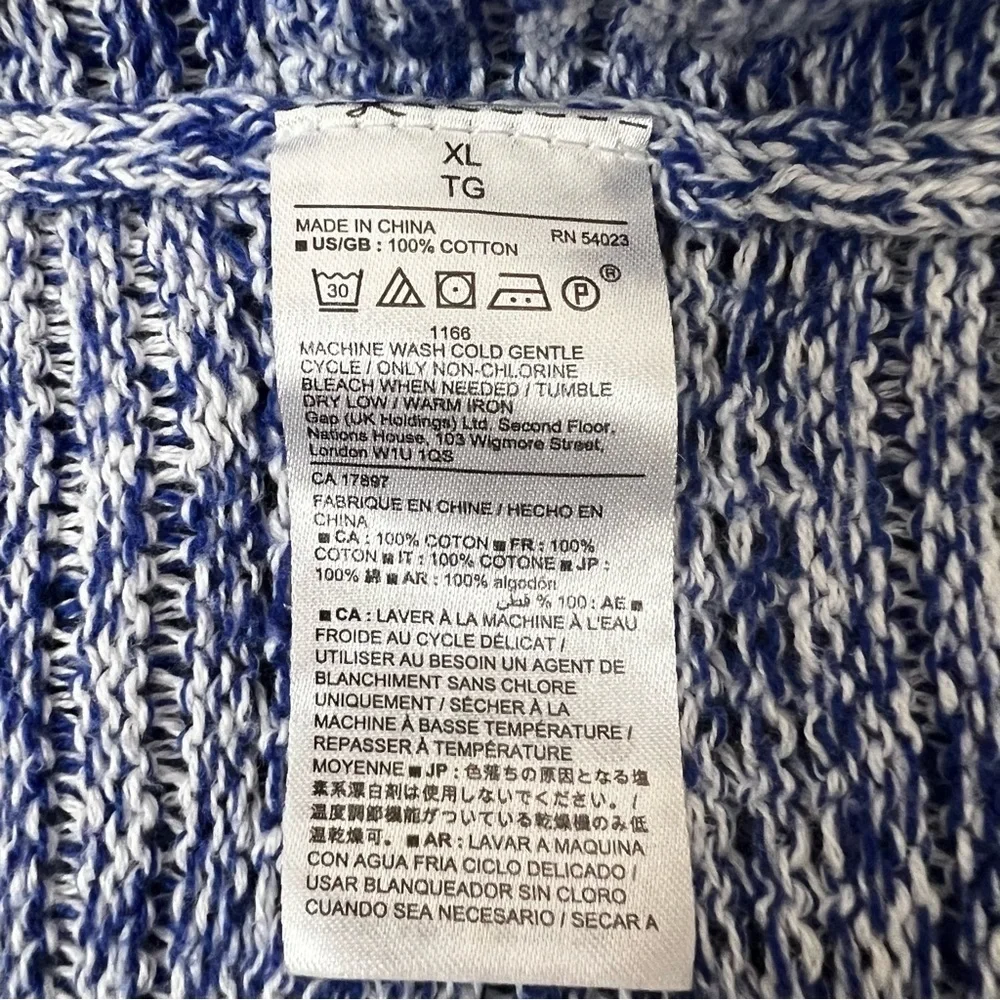 XL
TG
MADE IN CHINA RN 54023
■ US/GB : 100% COTTON
30 P ®
1166
MACHINE WASH COLD GENTLE
CYCLE / ONLY NON-CHLORINE
BLEACH WHEN NEEDED / TUMBLE
DRY LOW / WARM IRON
Gap (UK Holdings) Ltd, Second Floor,
Nations House, 103 Wigmore Street,
London W1U 1QS
CA 17897
FABRIQUE EN CHINE / HECHO EN
CHINA
■ CA : 100% COTON ■ FR : 100%
COTON ■ IT : 100% COTONE ■ JP :
100% 綿 ■ AR : 100% algodón
■ AE : 100 % قطن
■ CA : LAVER À LA MACHINE À L'EAU
FROIDE AU CYCLE DÉLICAT /
UTILISER AU BESOIN UN AGENT DE
BLANCHIMENT SANS CHLORE
UNIQUEMENT / SÉCHER À LA
MACHINE À BASSE TEMPÉRATURE /
REPASSER À TEMPÉRATURE
MOYENNE ■ JP : 色落ちの原因となる塩
素系漂白剤は使用しないでください。 /
温度調節機能がついている乾燥機のみ低
温乾燥可。 ■ AR : LAVAR A MAQUINA
CON AGUA FRIA CICLO DELICADO /
USAR BLANQUEADOR SIN CLORO
CUANDO SEA NECESARIO / SECAR A